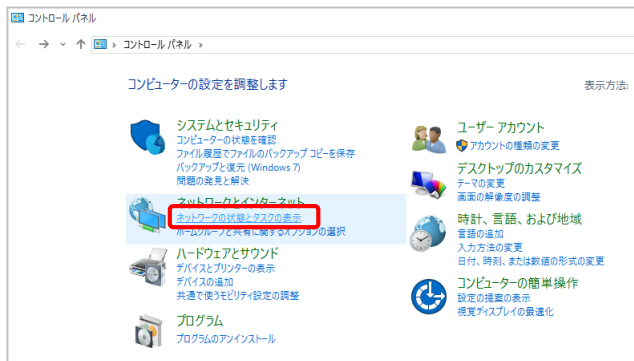 コントロール パネル
コントロール パネル
コンピューターの設定を調整します
表示方法:
システムとセキュリティ
コンピューターの状態を確認
ファイル履歴でファイルのバックアップ コピーを保存
バックアップと復元 (Windows 7)
問題の発見と解決
ネットワークとインターネット
ネットワークの状態とタスクの表示
ホームグループと共有に関するオプションの選択
ハードウェアとサウンド
デバイスとプリンターの表示
デバイスの追加
共通で使うモビリティ設定の調整
プログラム
プログラムのアンインストール
ユーザー アカウント
アカウントの種類の変更
デスクトップのカスタマイズ
テーマの変更
画面の解像度の調整
時計、言語、および地域
言語の追加
入力方法の変更
日付、時刻、または数値の形式の変更
コンピューターの簡単操作
設定の提案の表示
視覚ディスプレイの最適化